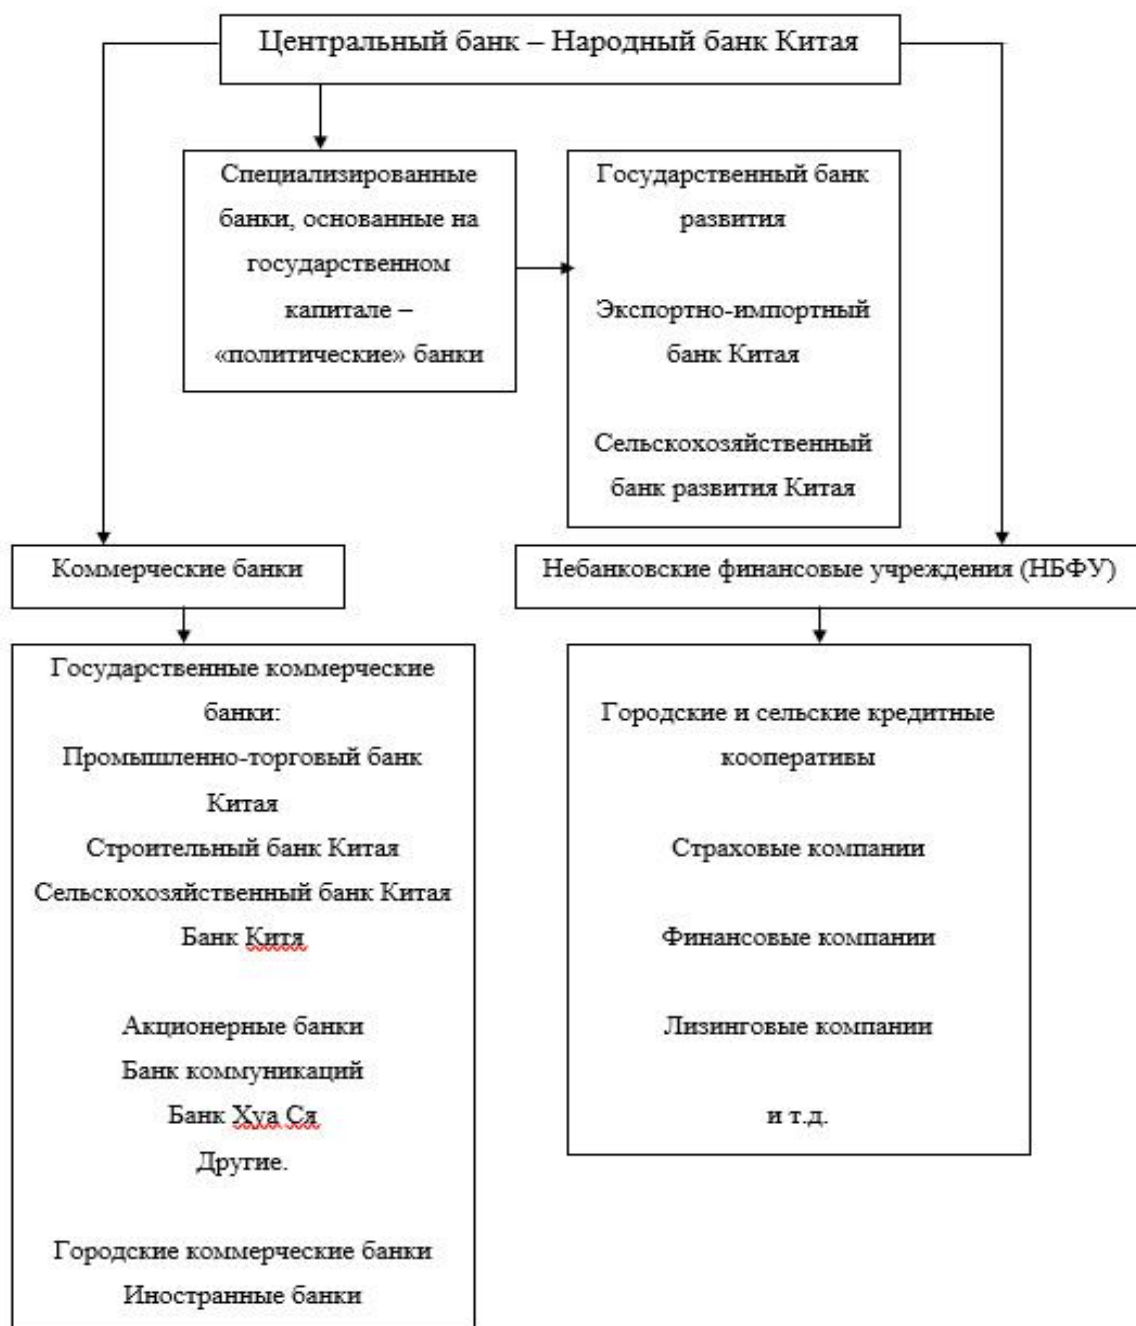 Центральный банк – Народный банк Китая
Специализированные
банки, основанные на
государственном
капитале –
«политические» банки
Государственный банк
развития
Экспортно-импортный
банк Китая
Сельскохозяйственный
банк развития Китая
Коммерческие банки
Небанковские финансовые учреждения (НБФУ)
Государственные коммерческие
банки:
Промышленно-торговый банк
Китая
Строительный банк Китая
Сельскохозяйственный банк Китая
Банк Китя
Акционерные банки
Банк коммуникаций
Банк Хуа Ся
Другие.
Городские коммерческие банки
Иностранные банки
Городские и сельские кредитные
кооперативы
Страховые компании
Финансовые компании
Лизинговые компании
и т.д.